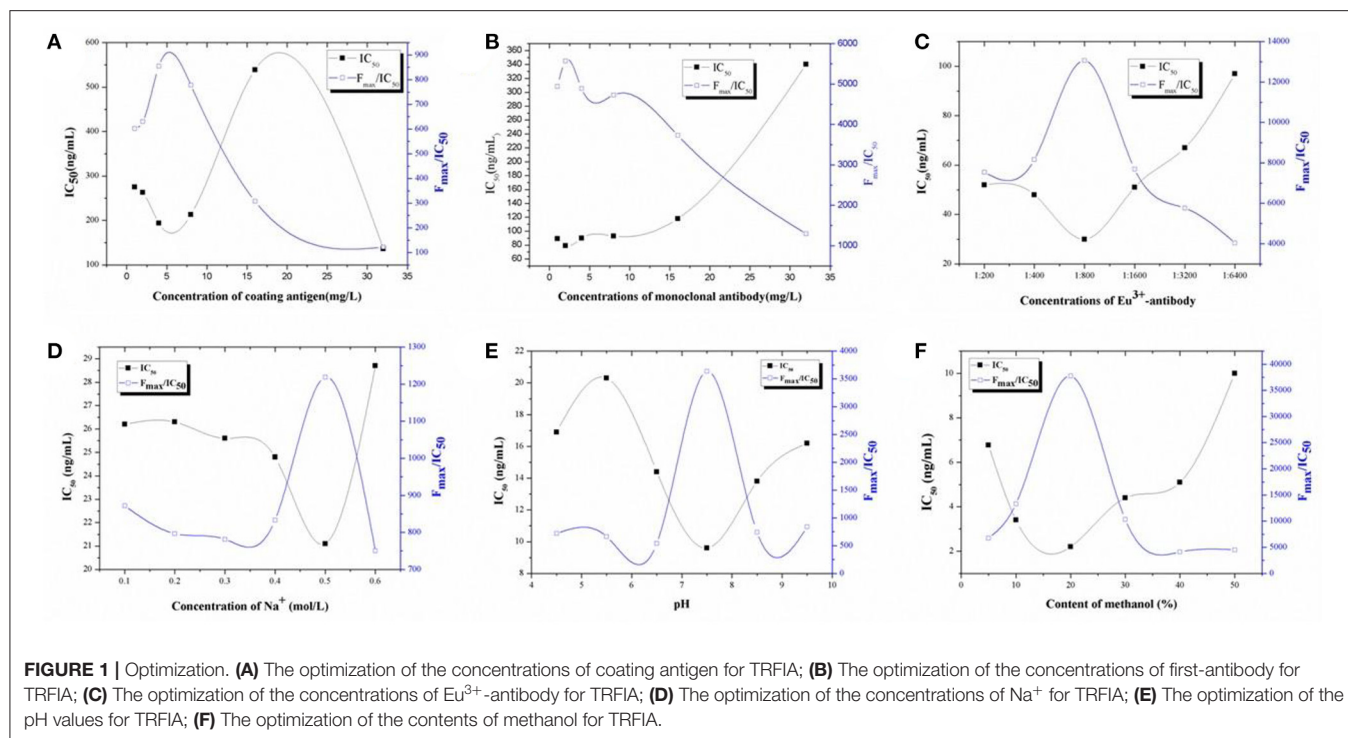 A
IC50
Fmax/IC50
600
500
400
300
200
100
IC50(ng/mL)
900
800
700
600
500
400
300
200
100
Fmax/IC50
0 5 10 15 20 25 30 35
Concentration of coating antigen(mg/L)
B
IC50
Fmax/IC50
360
340
320
300
280
260
240
220
200
180
160
140
120
100
80
60
IC50(ng/mL)
6000
5000
4000
3000
2000
1000
Fmax/IC50
0 5 10 15 20 25 30 35
Concentrations of monoclonal antibody(mg/L)
C
IC50
Fmax/IC50
100
80
60
40
20
IC50(ng/mL)
14000
12000
10000
8000
6000
4000
Fmax/IC50
1:200 1:400 1:800 1:1600 1:3200 1:6400
Concentrations of Eu3+-antibody
D
IC50
Fmax/IC50
29
28
27
26
25
24
23
22
21
20
IC50 (ng/mL)
1300
1200
1100
1000
900
800
700
Fmax/IC50
0.1 0.2 0.3 0.4 0.5 0.6
Concentration of Na+ (mol/L)
E
IC50
Fmax/IC50
22
20
18
16
14
12
10
8
IC50 (ng/mL)
4000
3500
3000
2500
2000
1500
1000
500
0
Fmax/IC50
4 5 6 7 8 9 10
pH
F
IC50
Fmax/IC50
10
8
6
4
2
IC50 (ng/mL)
40000
35000
30000
25000
20000
15000
10000
5000
0
Fmax/IC50
0 10 20 30 40 50
Content of methanol (%)
FIGURE 1 | Optimization. (A) The optimization of the concentrations of coating antigen for TRFIA; (B) The optimization of the concentrations of first-antibody for
TRFIA; (C) The optimization of the concentrations of Eu3+-antibody for TRFIA; (D) The optimization of the concentrations of Na+ for TRFIA; (E) The optimization of the
pH values for TRFIA; (F) The optimization of the contents of methanol for TRFIA.